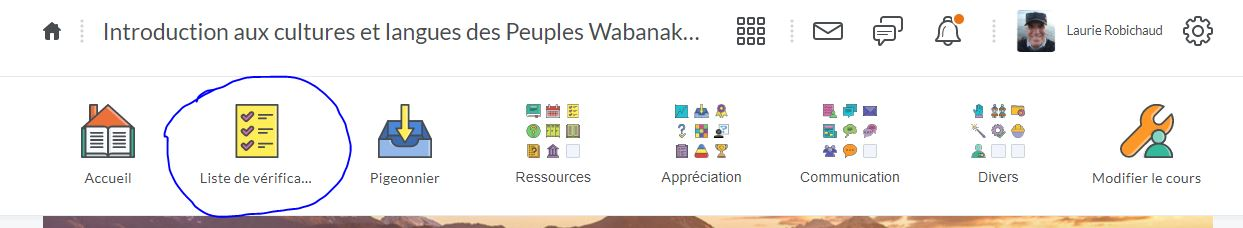 Introduction aux cultures et langues des Peuples Wabanak...
Laurie Robichaud
Accueil
Liste de vérifica...
Pigeonnier
Ressources
Appréciation
Communication
Divers
Modifier le cours